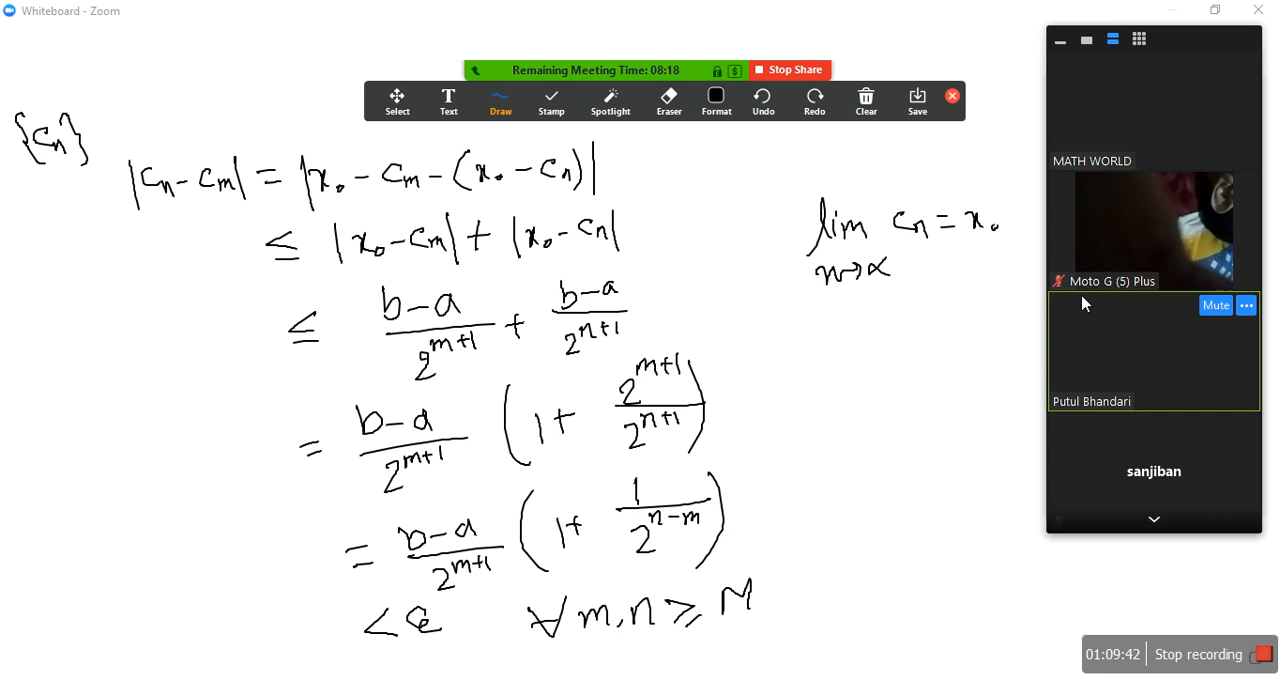 Whiteboard - Zoom
Remaining Meeting Time: 08:18 $ Stop Share
Select Text Draw Stamp Spotlight Eraser Format Undo Redo Clear Save
{Cn}
|Cn - Cm| = |x₀ - Cm - (x₀ - Cn)|
≤ |x₀ - Cm| + |x₀ - Cn|
≤ (b-a)/2^(m+1) + (b-a)/2^(n+1)
= (b-a)/2^(m+1) (1 + 2^(m+1)/2^(n+1))
= (b-a)/2^(m+1) (1 + 1/2^(n-m))
< ε ∀ m,n ≥ M
lim Cn = x₀
n→∝
MATH WORLD
Moto G (5) Plus
Mute ...
Putul Bhandari
sanjiban
01:09:42 Stop recording